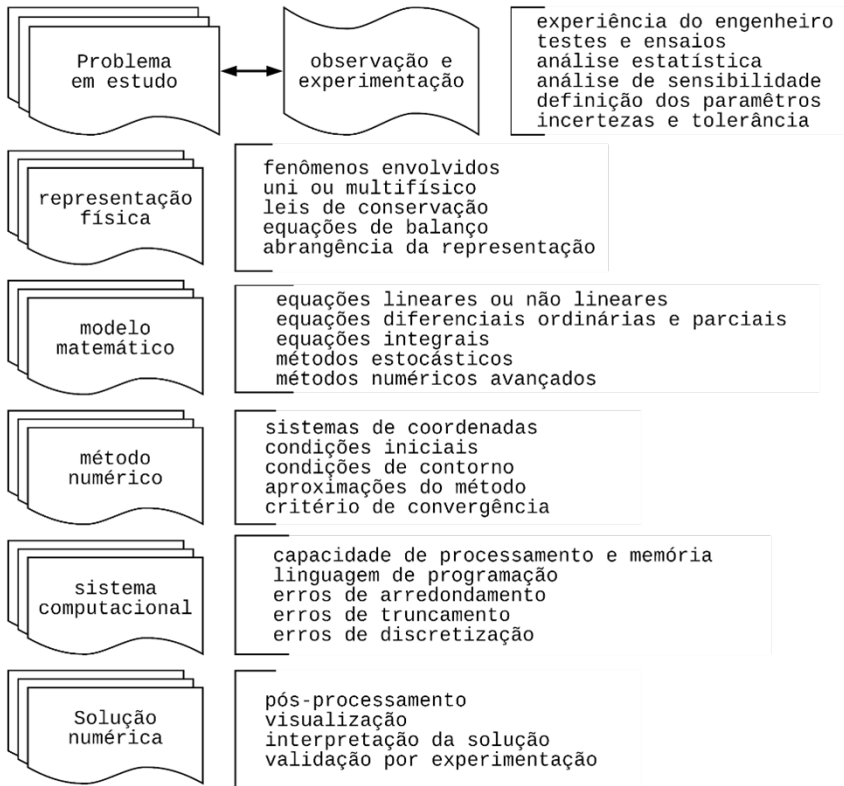 Problema
em estudo
observação e
experimentação
experiência do engenheiro
testes e ensaios
análise estatística
análise de sensibilidade
definição dos paramêtros
incertezas e tolerância
representação
física
fenômenos envolvidos
uni ou multifísico
leis de conservação
equações de balanço
abrangência da representação
modelo
matemático
equações lineares ou não lineares
equações diferenciais ordinárias e parciais
equações integrais
métodos estocásticos
métodos numéricos avançados
método
numérico
sistemas de coordenadas
condições iniciais
condições de contorno
aproximações do método
critério de convergência
sistema
computacional
capacidade de processamento e memória
linguagem de programação
erros de arredondamento
erros de truncamento
erros de discretização
Solução
numérica
pós-processamento
visualização
interpretação da solução
validação por experimentação